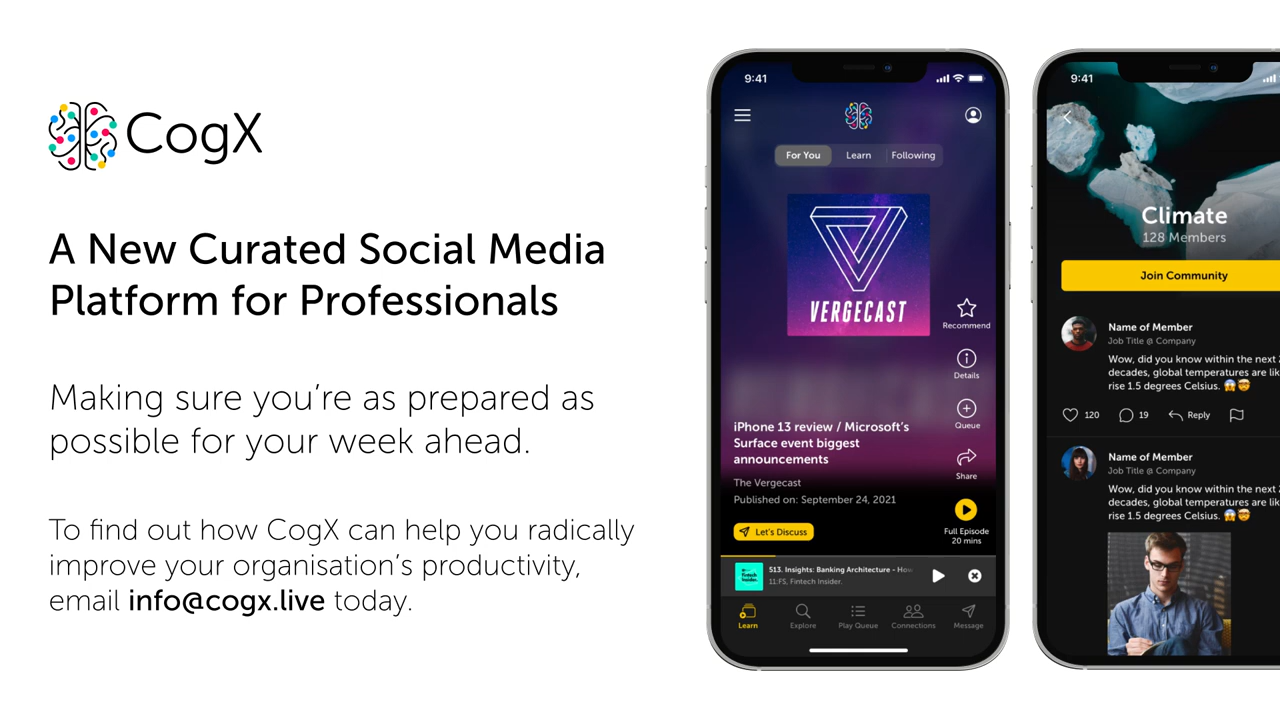 CogX
A New Curated Social Media
Platform for Professionals
Making sure you're as prepared as
possible for your week ahead.
To find out how CogX can help you radically
improve your organisation's productivity,
email info@cogx.live today.
9:41
For You
Learn
Following
VERGECAST
Recommend
Details
Queue
Share
iPhone 13 review / Microsoft's
Surface event biggest
announcements
The Vergecast
Published on: September 24, 2021
Let's Discuss
Full Episode
20 mins
Fintech
Insider.
513. Insights: Banking Architecture - How
11:FS, Fintech Insider.
Learn
Explore
Play Queue
Connections
Message
9:41
Climate
128 Members
Join Community
Name of Member
Job Title @ Company
Wow, did you know within the next 2
decades, global temperatures are lik
rise 1.5 degrees Celsius. 😱🤯
120
19
Reply
Name of Member
Job Title @ Company
Wow, did you know within the next 2
decades, global temperatures are lik
rise 1.5 degrees Celsius. 😱🤯